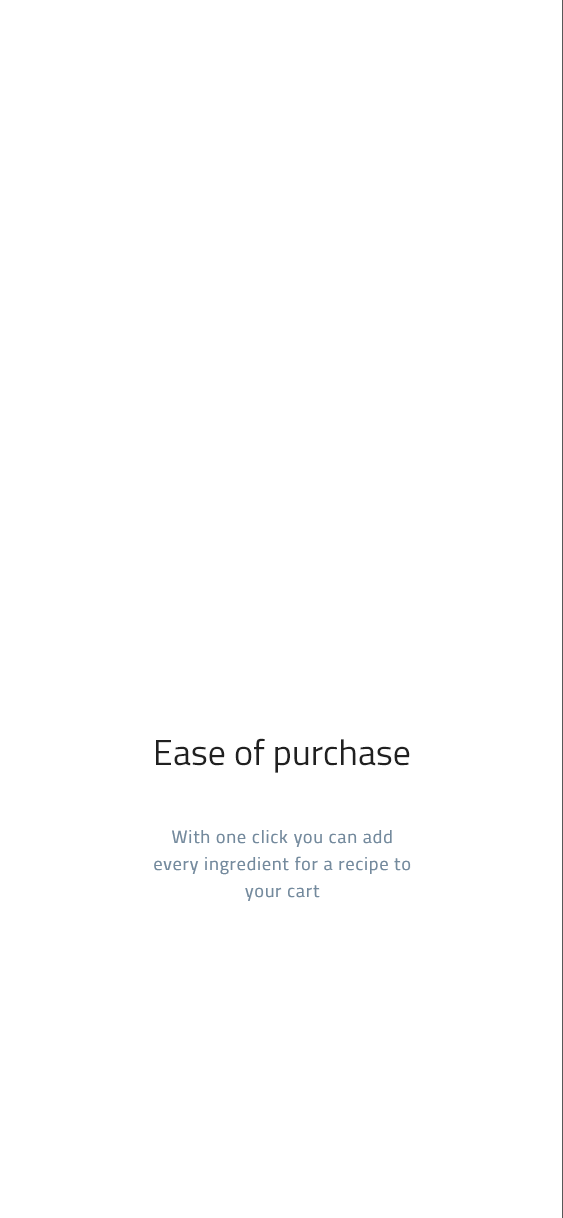 Ease of purchase
With one click you can add
every ingredient for a recipe to
your cart